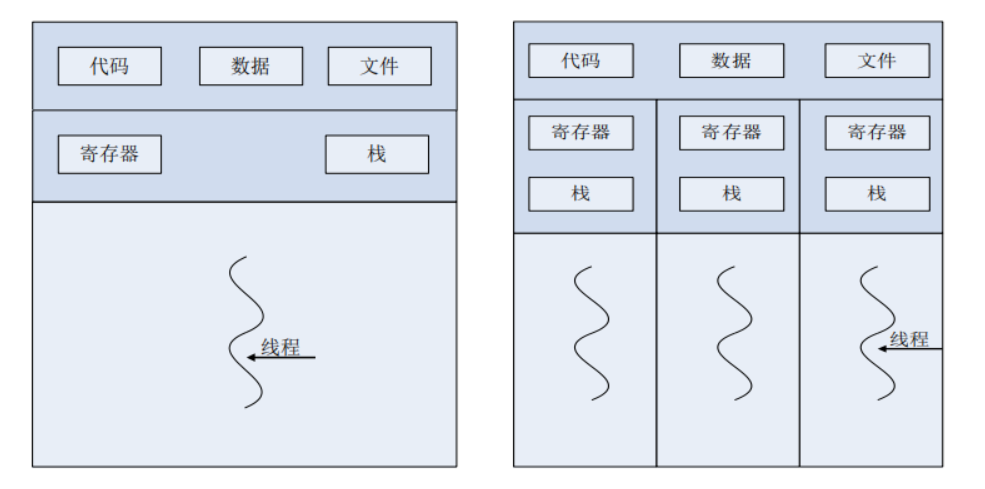 代码 数据 文件
寄存器 栈
线程
代码 数据 文件
寄存器 寄存器 寄存器
栈 栈 栈
线程